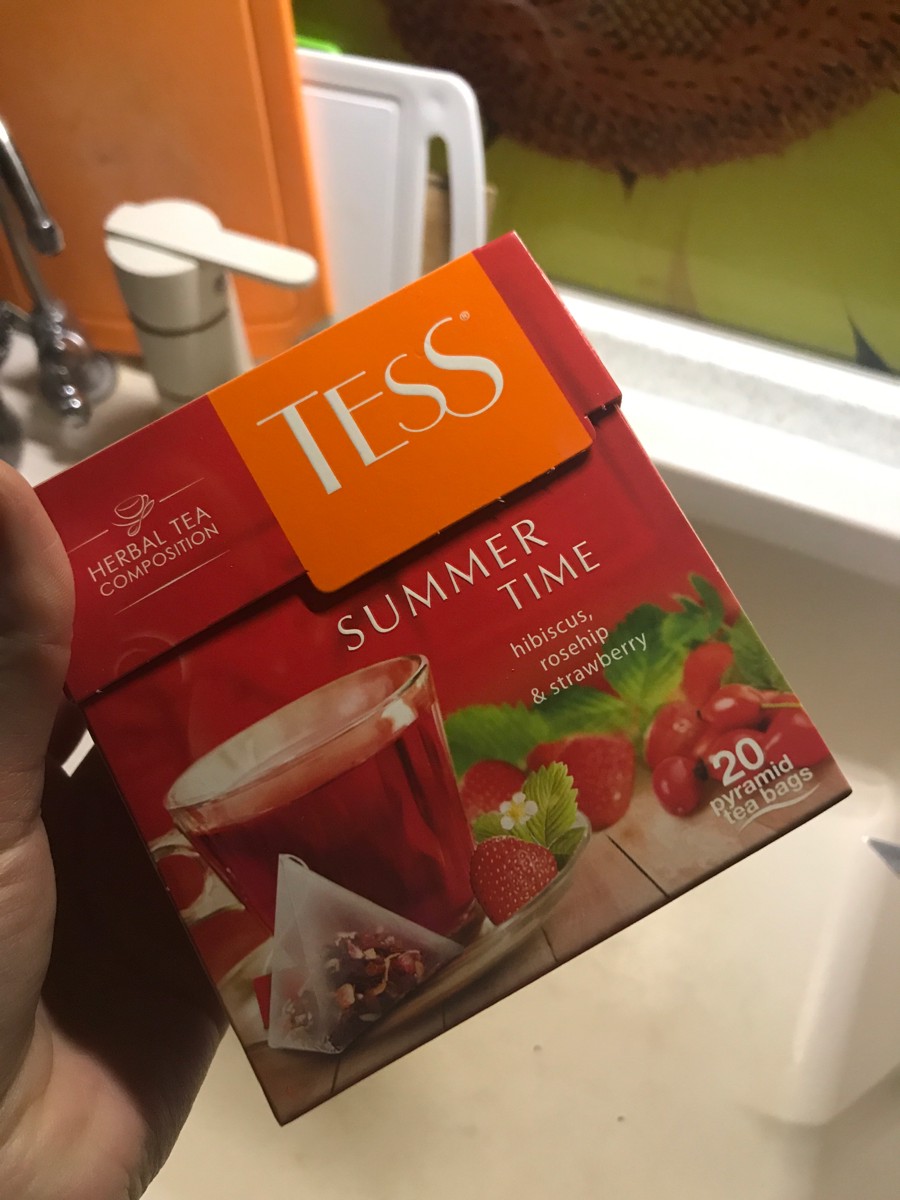 TESS®
HERBAL TEA
COMPOSITION
SUMMER
TIME
hibiscus,
rosehip
& strawberry
20
pyramid
tea bags